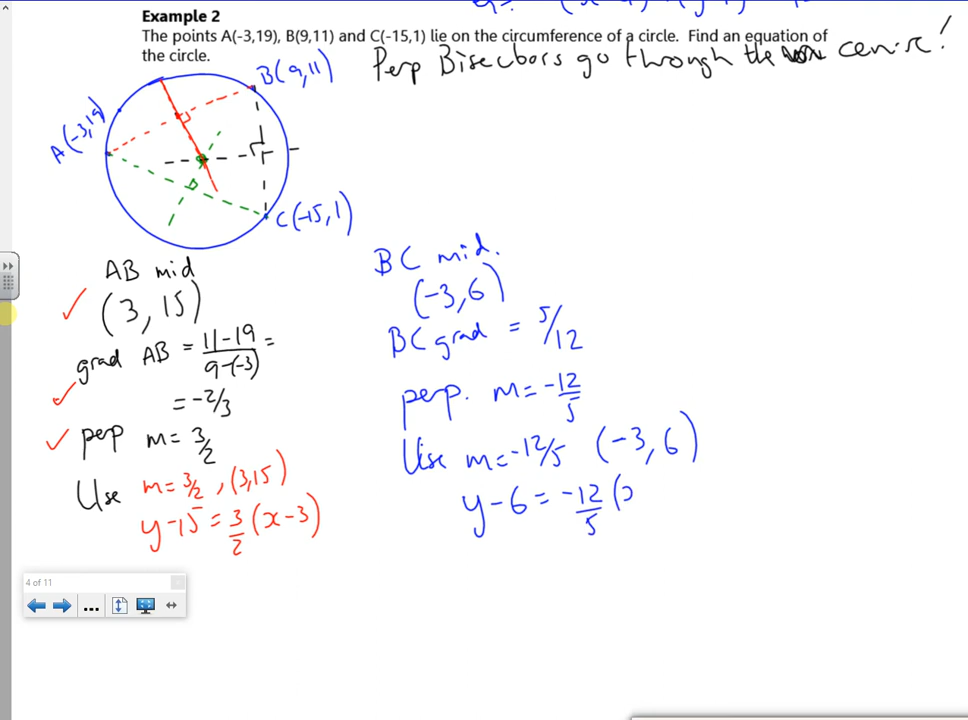 Example 2
The points A(-3,19), B(9,11) and C(-15,1) lie on the circumference of a circle. Find an equation of
the circle.
Perp Bisectors go through the centre!
B(9,11)
A(-3,19)
C(-15,1)
AB mid
(3,15)
grad AB = 11-19/9-(-3) =
= -2/3
perp m = 3/2
Use m = 3/2, (3,15)
y-15 = 3/2 (x-3)
BC mid.
(-3,6)
BC grad = 5/12
perp. m = -12/5
Use m = -12/5 (-3,6)
y-6 = -12/5 (
4 of 11